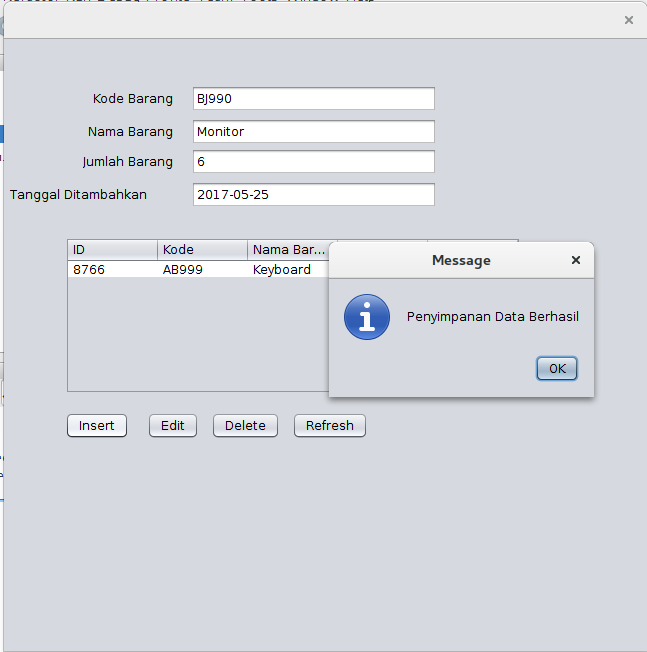 Kode Barang BJ990
Nama Barang Monitor
Jumlah Barang 6
Tanggal Ditambahkan 2017-05-25
ID Kode Nama Bar...
8766 AB999 Keyboard
Message
Penyimpanan Data Berhasil
OK
Insert Edit Delete Refresh